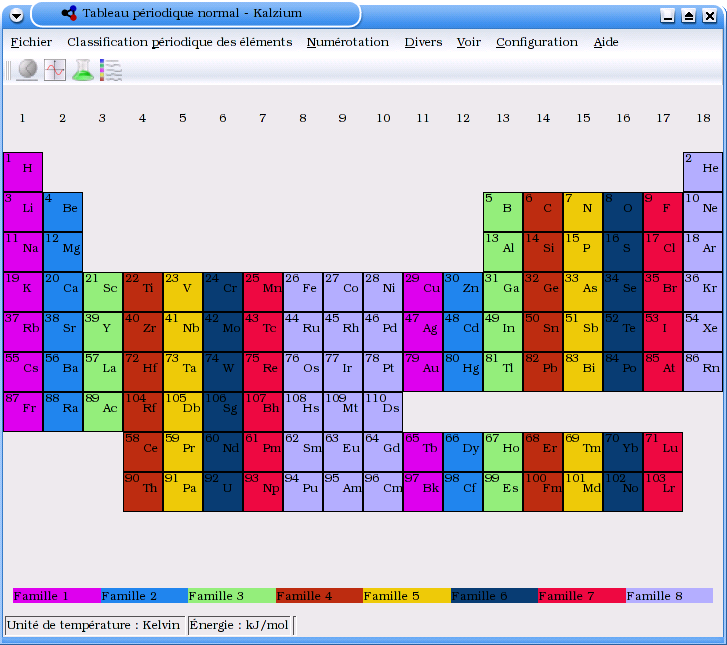 Tableau périodique normal - Kalzium
Fichier Classification périodique des éléments Numérotation Divers Voir Configuration Aide
1 2 3 4 5 6 7 8 9 10 11 12 13 14 15 16 17 18
1 H 2 He
3 Li 4 Be 5 B 6 C 7 N 8 O 9 F 10 Ne
11 Na 12 Mg 13 Al 14 Si 15 P 16 S 17 Cl 18 Ar
19 K 20 Ca 21 Sc 22 Ti 23 V 24 Cr 25 Mn 26 Fe 27 Co 28 Ni 29 Cu 30 Zn 31 Ga 32 Ge 33 As 34 Se 35 Br 36 Kr
37 Rb 38 Sr 39 Y 40 Zr 41 Nb 42 Mo 43 Tc 44 Ru 45 Rh 46 Pd 47 Ag 48 Cd 49 In 50 Sn 51 Sb 52 Te 53 I 54 Xe
55 Cs 56 Ba 57 La 72 Hf 73 Ta 74 W 75 Re 76 Os 77 Ir 78 Pt 79 Au 80 Hg 81 Tl 82 Pb 83 Bi 84 Po 85 At 86 Rn
87 Fr 88 Ra 89 Ac 104 Rf 105 Db 106 Sg 107 Bh 108 Hs 109 Mt 110 Ds
58 Ce 59 Pr 60 Nd 61 Pm 62 Sm 63 Eu 64 Gd 65 Tb 66 Dy 67 Ho 68 Er 69 Tm 70 Yb 71 Lu
90 Th 91 Pa 92 U 93 Np 94 Pu 95 Am 96 Cm 97 Bk 98 Cf 99 Es 100 Fm 101 Md 102 No 103 Lr
Famille 1 Famille 2 Famille 3 Famille 4 Famille 5 Famille 6 Famille 7 Famille 8
Unité de température : Kelvin Énergie : kJ/mol